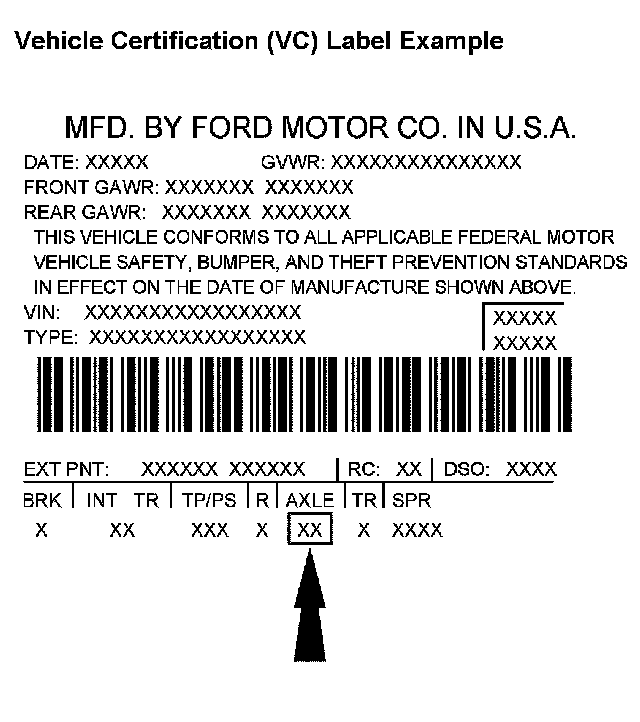 Vehicle Certification (VC) Label Example
MFD. BY FORD MOTOR CO. IN U.S.A.
DATE: XXXXX GVWR: XXXXXXXXXXXXXXX
FRONT GAWR: XXXXXXX XXXXXXX
REAR GAWR: XXXXXXX XXXXXXX
THIS VEHICLE CONFORMS TO ALL APPLICABLE FEDERAL MOTOR
VEHICLE SAFETY, BUMPER, AND THEFT PREVENTION STANDARDS
IN EFFECT ON THE DATE OF MANUFACTURE SHOWN ABOVE.
VIN: XXXXXXXXXXXXXXXXX XXXXX
TYPE: XXXXXXXXXXXXXXXXX XXXXX
EXT PNT: XXXXXX XXXXXX RC: XX DSO: XXXX
BRK INT TR TP/PS R AXLE TR SPR
X XX XXX X XX X XXXX